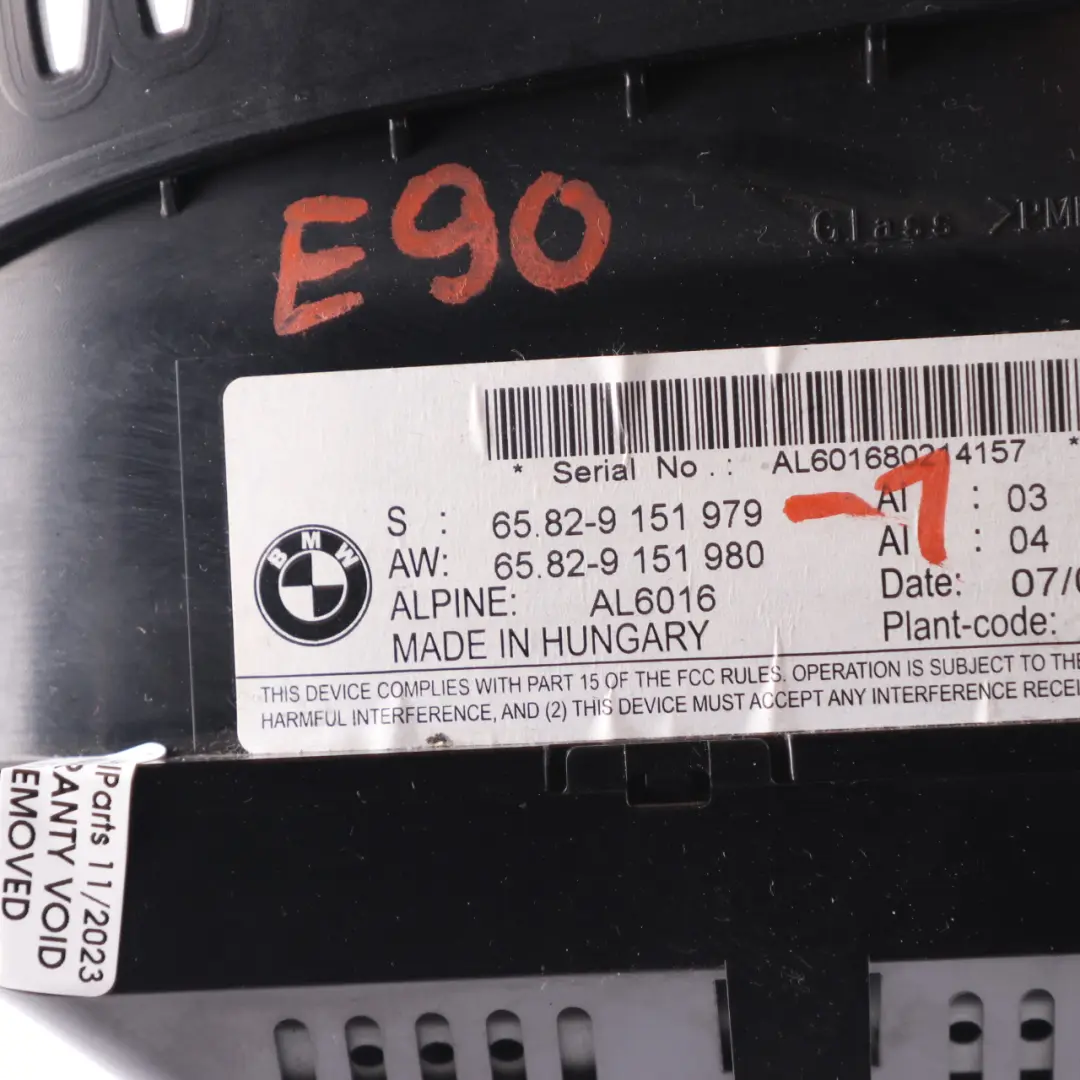 E90
Glass >PM
* Serial No.: AL601680214157 *
S : 65.82-9 151 979 -1 AI : 03
AW: 65.82-9 151 980 AI : 04
ALPINE: AL6016 Date: 07/
MADE IN HUNGARY Plant-code:
BMW
THIS DEVICE COMPLIES WITH PART 15 OF THE FCC RULES. OPERATION IS SUBJECT TO THE
HARMFUL INTERFERENCE, AND (2) THIS DEVICE MUST ACCEPT ANY INTERFERENCE RECEI
Parts 11/2023
RANTY VOID
EMOVED